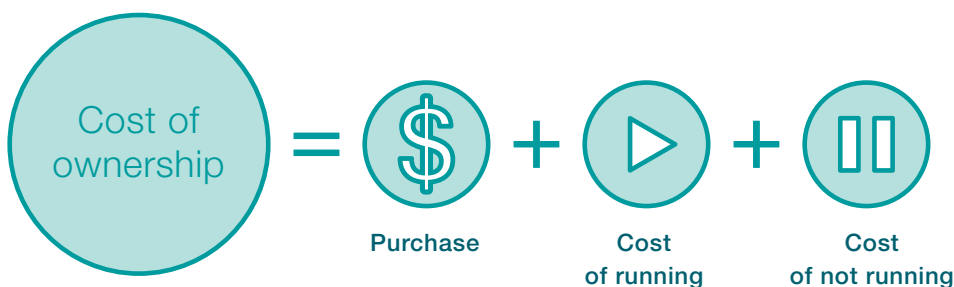 Cost of
ownership
=
$
+
+
Purchase
Cost
of running
Cost
of not running